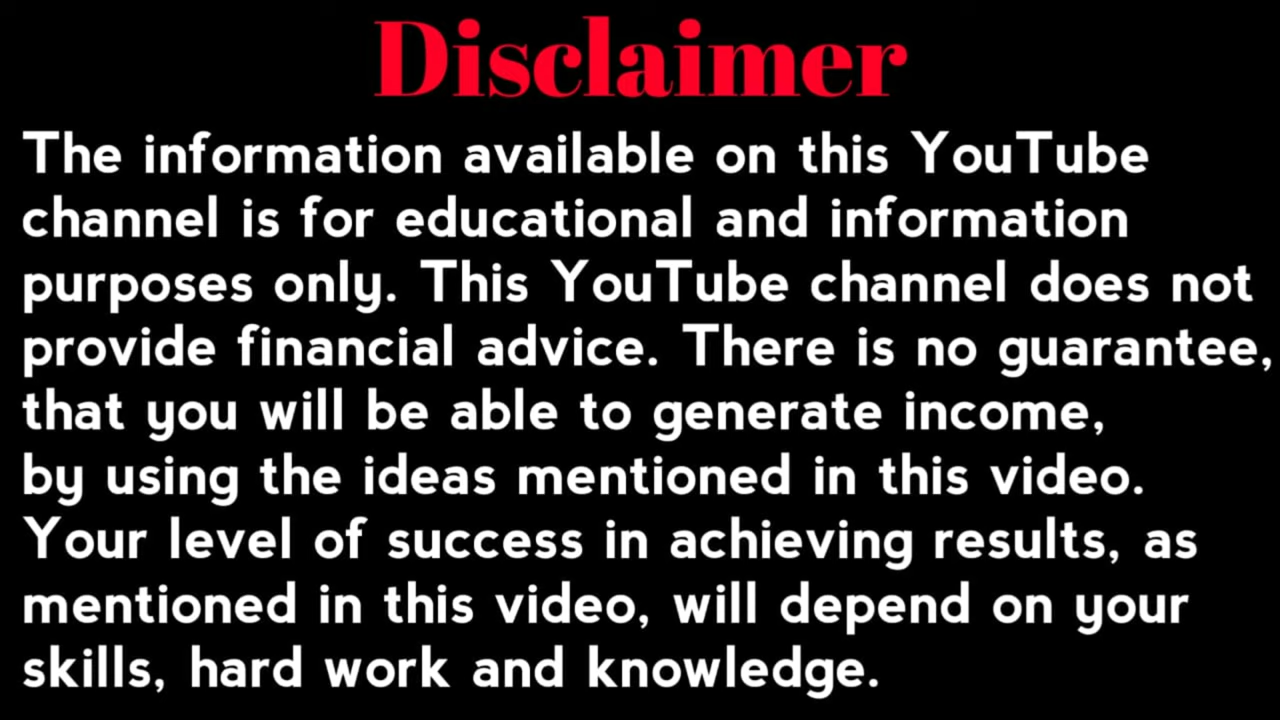 Disclaimer
The information available on this YouTube
channel is for educational and information
purposes only. This YouTube channel does not
provide financial advice. There is no guarantee,
that you will be able to generate income,
by using the ideas mentioned in this video.
Your level of success in achieving results, as
mentioned in this video, will depend on your
skills, hard work and knowledge.